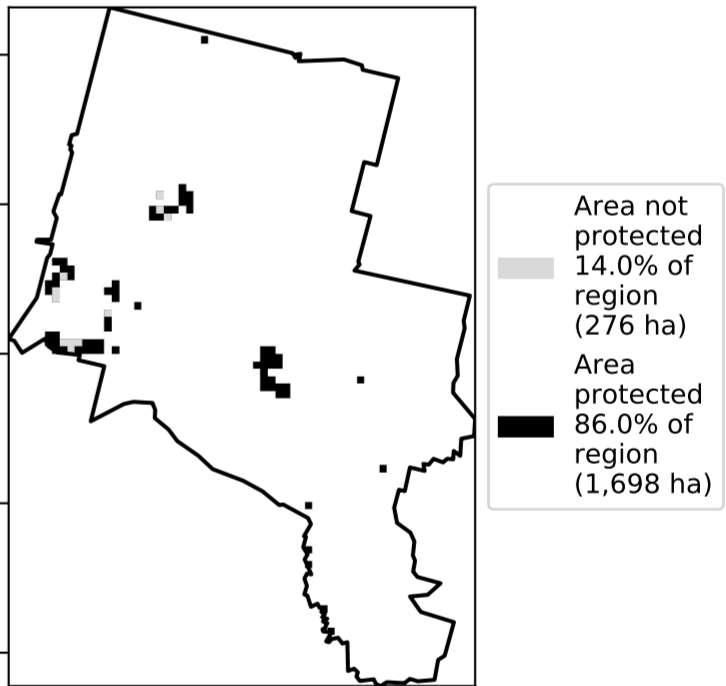 Area not
protected
14.0% of
region
(276 ha)
Area
protected
86.0% of
region
(1,698 ha)